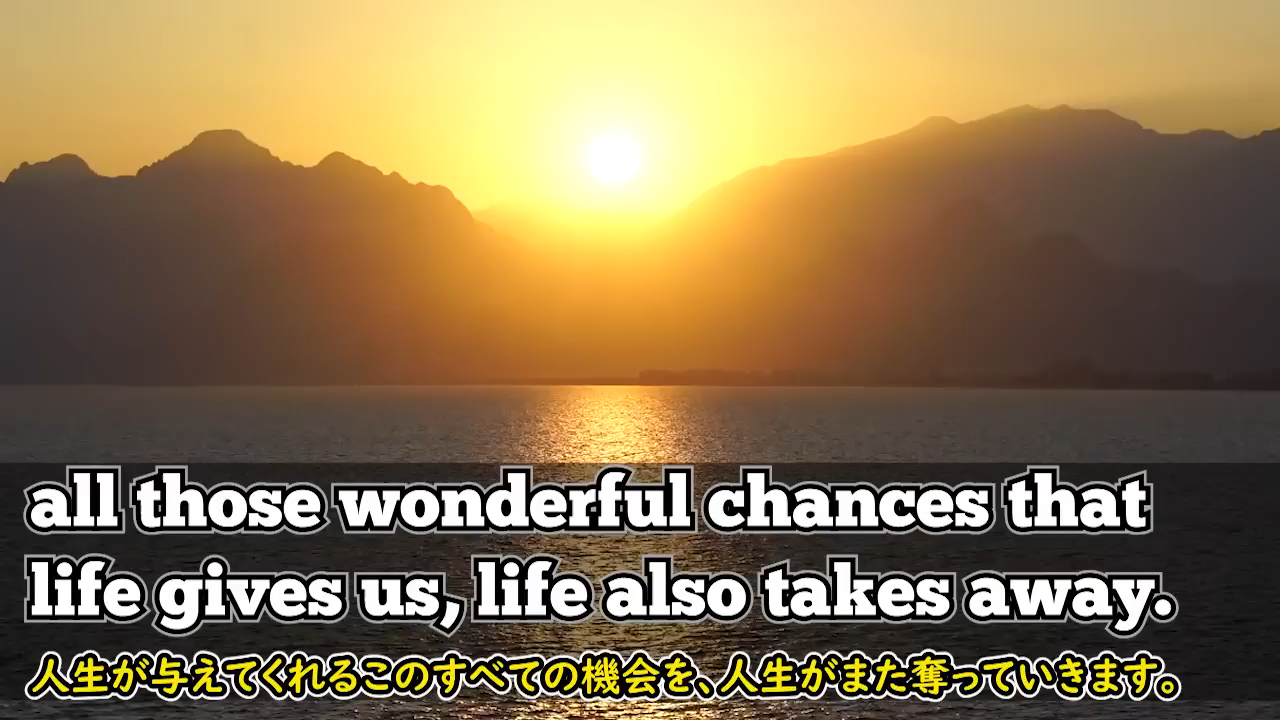 all those wonderful chances that
life gives us, life also takes away.
人生が与えてくれるこのすべての機会を、人生がまた奪っていきます。